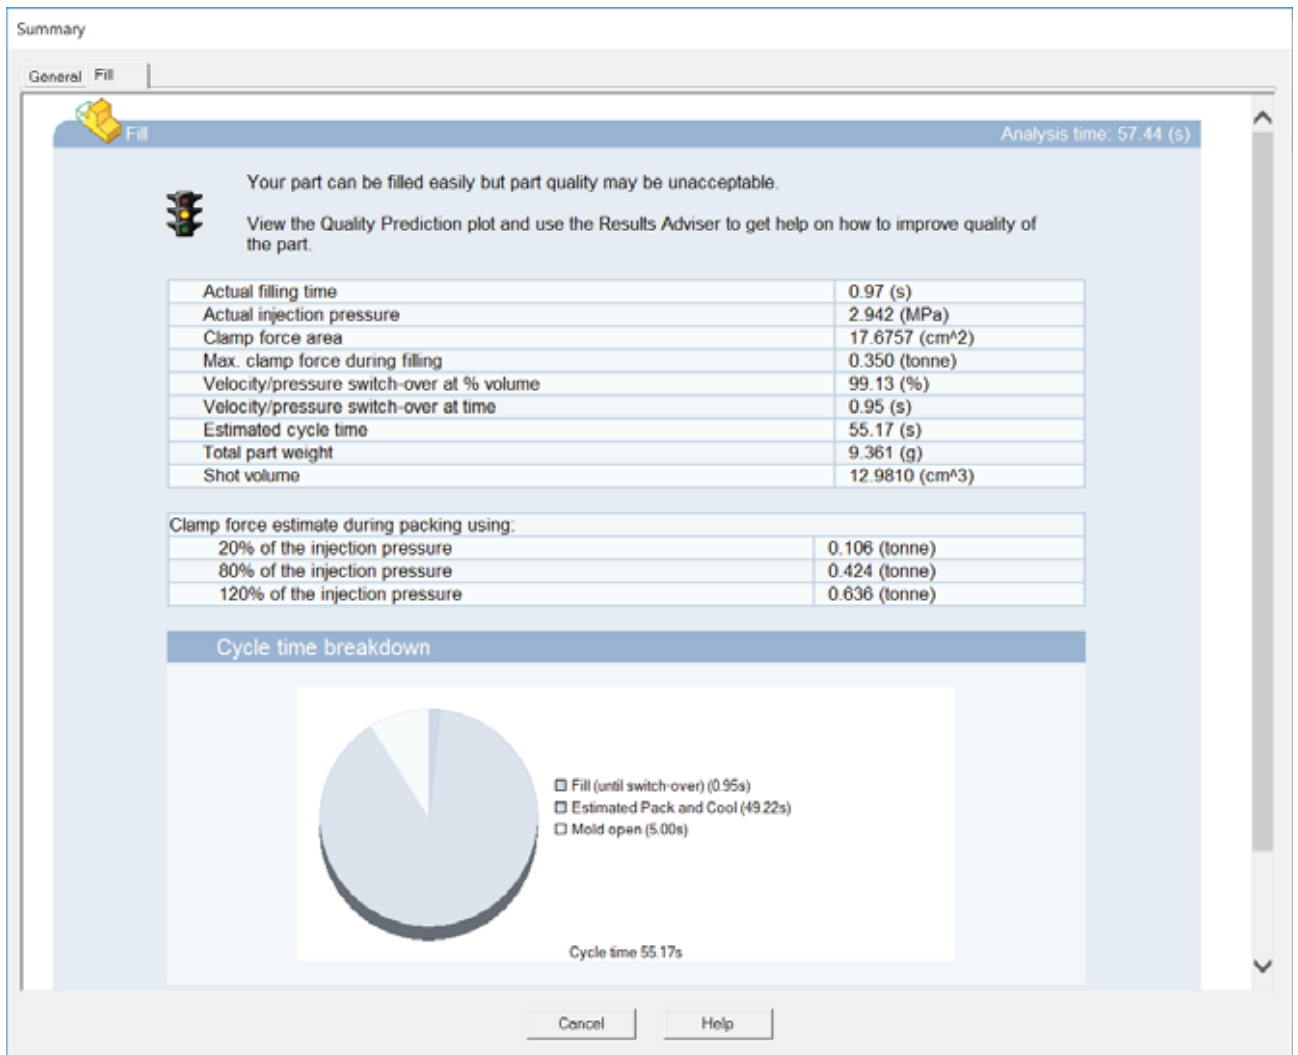 Summary
General Fill
Fill Analysis time: 57.44 (s)
Your part can be filled easily but part quality may be unacceptable.
View the Quality Prediction plot and use the Results Adviser to get help on how to improve quality of
the part.
Actual filling time 0.97 (s)
Actual injection pressure 2.942 (MPa)
Clamp force area 17.6757 (cm^2)
Max. clamp force during filling 0.350 (tonne)
Velocity/pressure switch-over at % volume 99.13 (%)
Velocity/pressure switch-over at time 0.95 (s)
Estimated cycle time 55.17 (s)
Total part weight 9.361 (g)
Shot volume 12.9810 (cm^3)
Clamp force estimate during packing using:
20% of the injection pressure 0.106 (tonne)
80% of the injection pressure 0.424 (tonne)
120% of the injection pressure 0.636 (tonne)
Cycle time breakdown
Fill (until switch-over) (0.95s)
Estimated Pack and Cool (49.22s)
Mold open (5.00s)
Cycle time 55.17s
Cancel Help